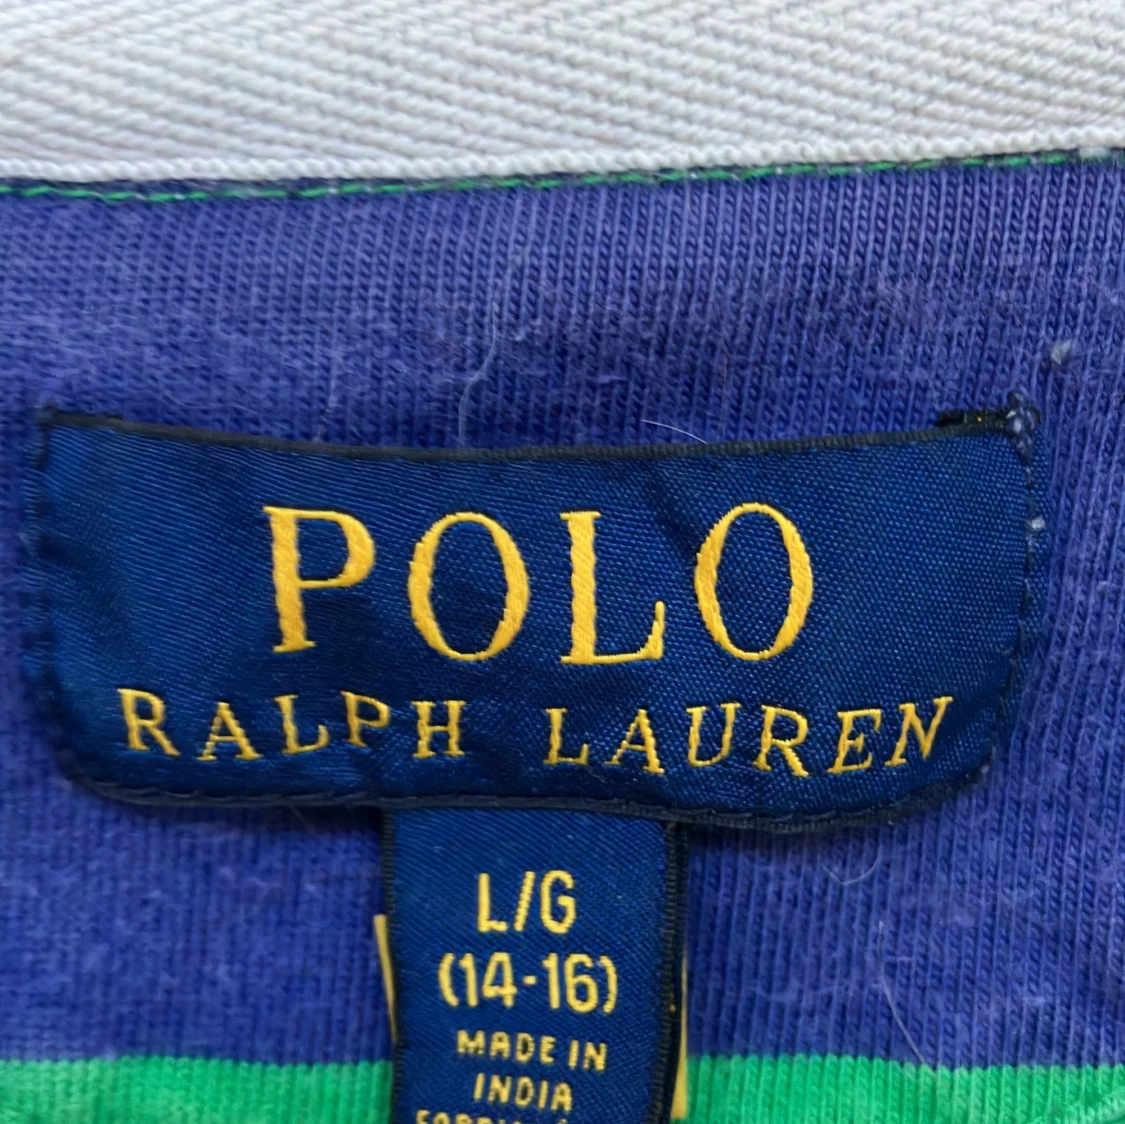 POLO
RALPH LAUREN
L/G
(14-16)
MADE IN
INDIA